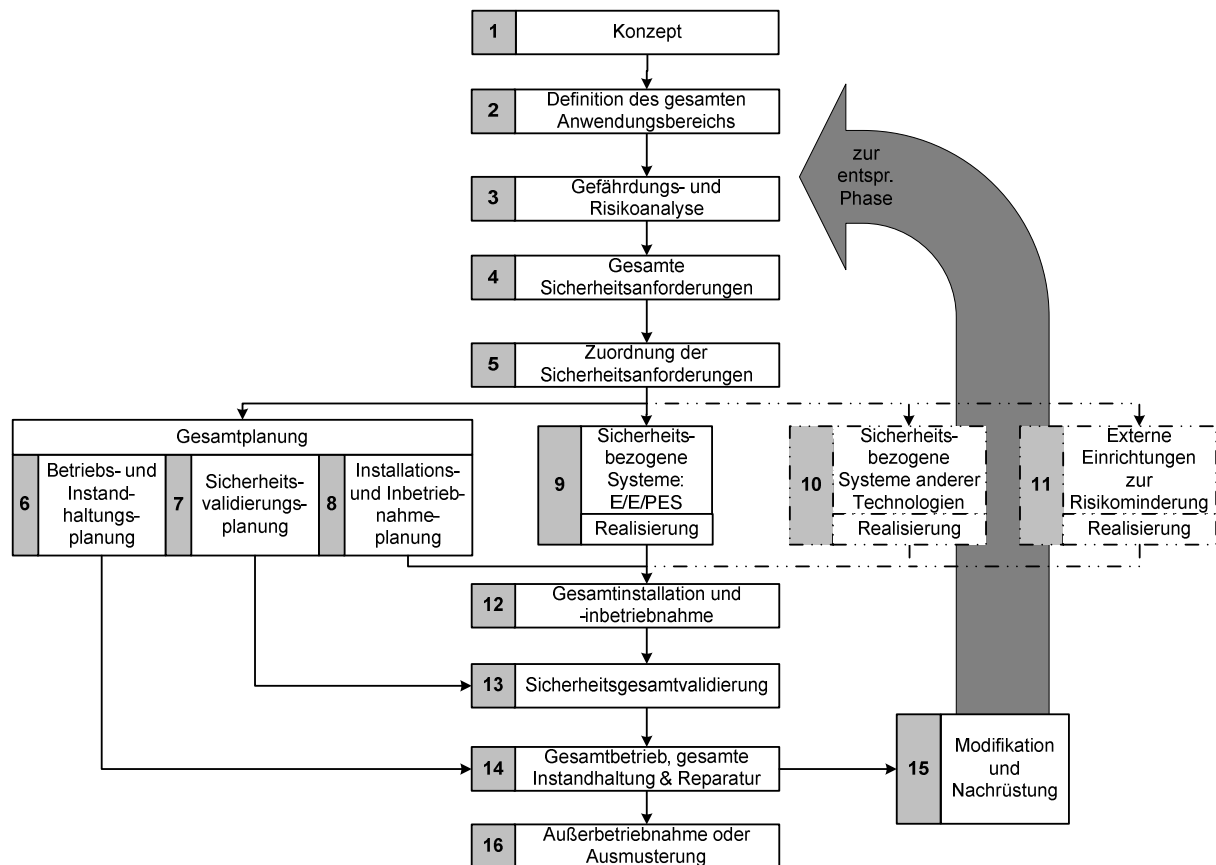 1
Konzept
2
Definition des gesamten
Anwendungsbereichs
zur
entspr.
Phase
3
Gefährdungs- und
Risikoanalyse
4
Gesamte
Sicherheitsanforderungen
5
Zuordnung der
Sicherheitsanforderungen
Gesamtplanung
6
Betriebs- und
Instand-
haltungs-
planung
7
Sicherheits-
validierungs-
planung
8
Installations-
und Inbetrieb-
nahme-
planung
9
Sicherheits-
bezogene
Systeme:
E/E/PES
Realisierung
10
Sicherheits-
bezogene
Systeme anderer
Technologien
Realisierung
11
Externe
Einrichtungen
zur
Risikominderung
Realisierung
12
Gesamtinstallation und
-inbetriebnahme
13
Sicherheitsgesamtvalidierung
14
Gesamtbetrieb, gesamte
Instandhaltung & Reparatur
15
Modifikation
und
Nachrüstung
16
Außerbetriebnahme oder
Ausmusterung